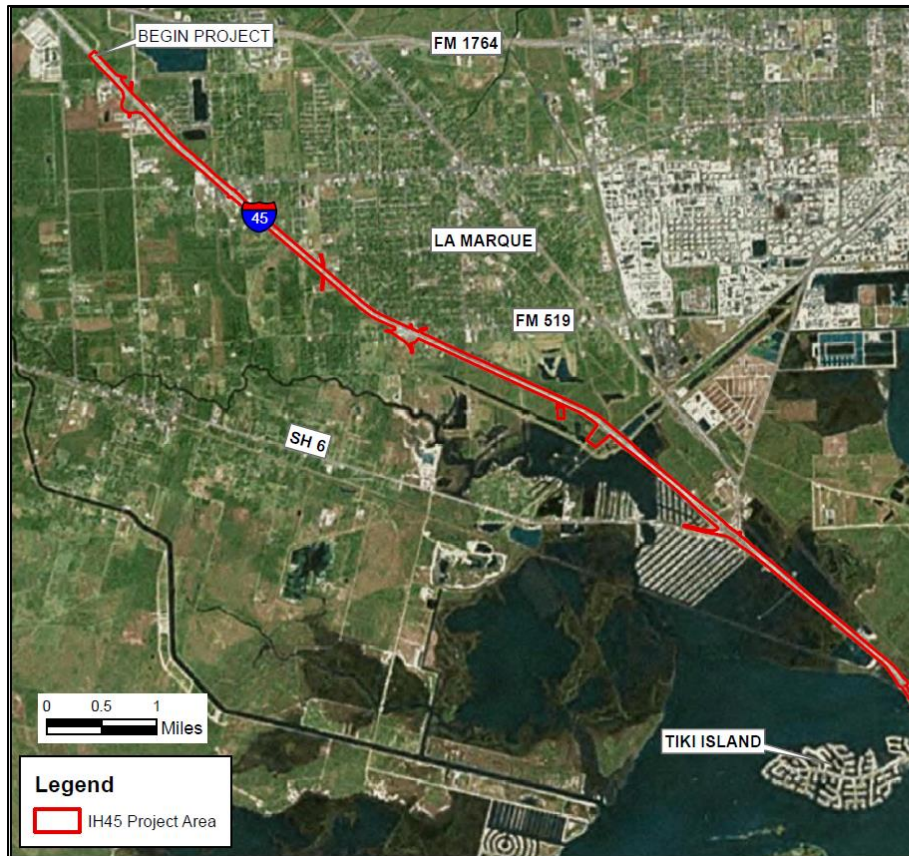 BEGIN PROJECT
FM 1764
45
LA MARQUE
FM 519
SH 6
0 0.5 1
Miles
TIKI ISLAND
Legend
IH45 Project Area